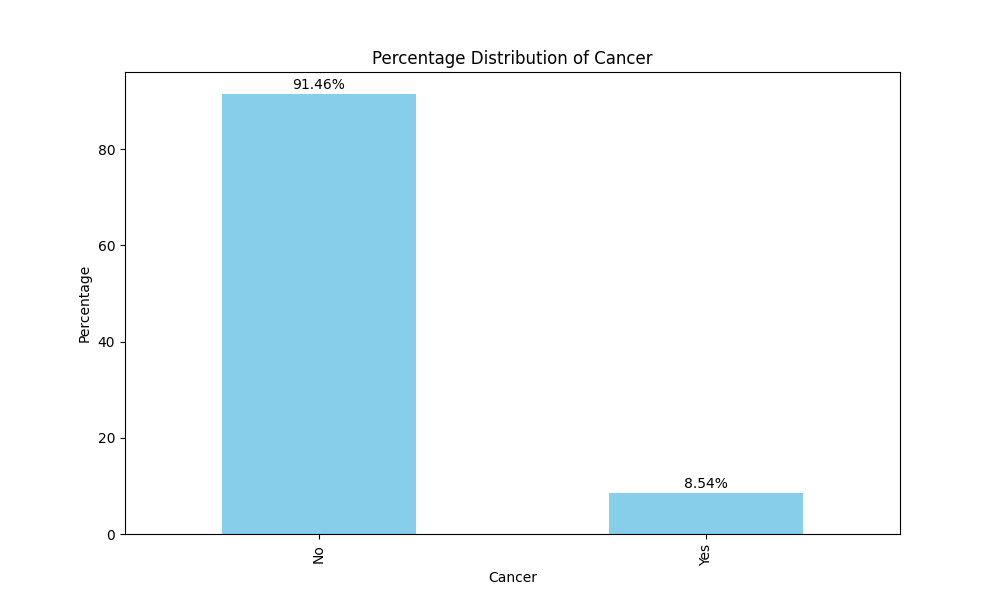 Percentage Distribution of Cancer
91.46%
80
60
Percentage
40
20
8.54%
0
No
Yes
Cancer